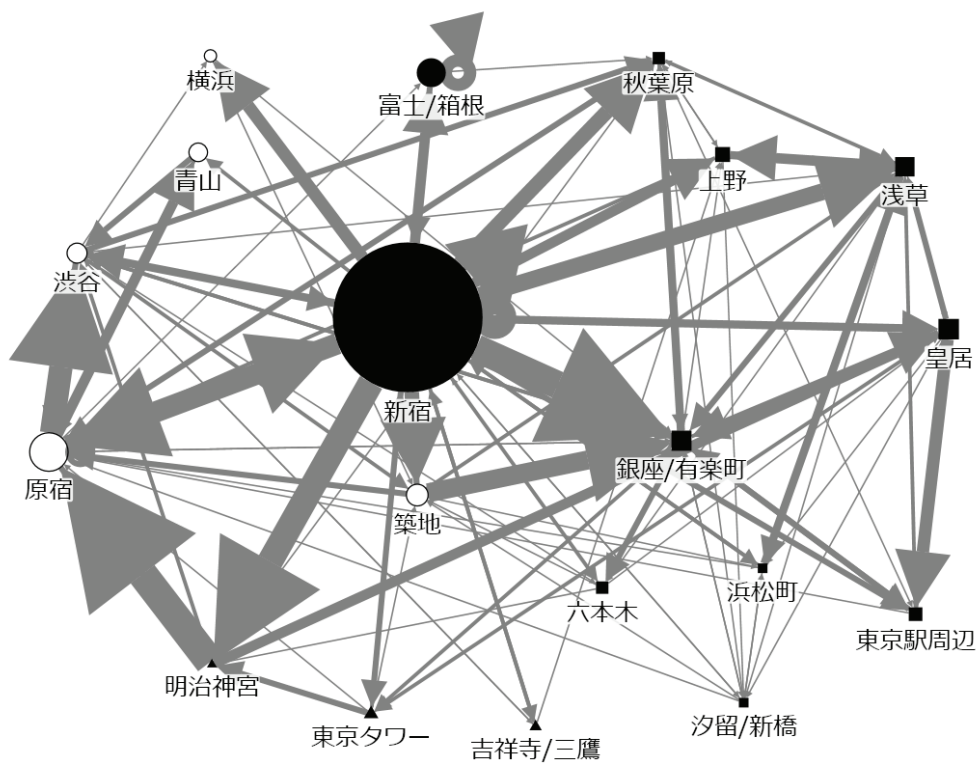 横浜
富士/箱根
秋葉原
青山
上野
浅草
渋谷
皇居
新宿
原宿
銀座/有楽町
築地
浜松町
六本木
東京駅周辺
明治神宮
東京タワー
汐留/新橋
吉祥寺/三鷹